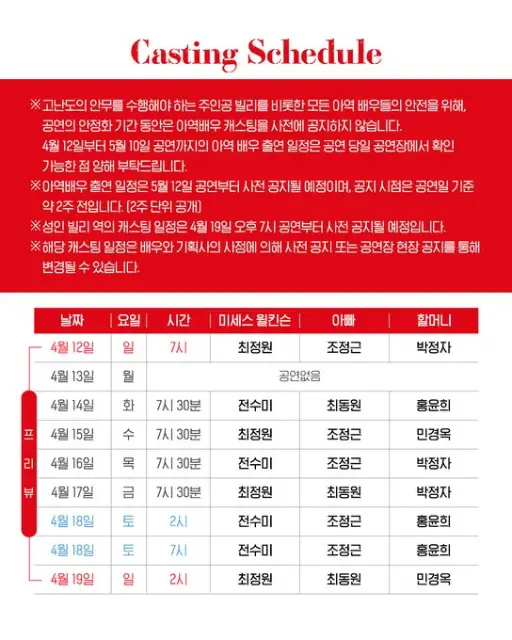 Casting Schedule
※ 고난도의 안무를 수행해야 하는 주인공 빌리를 비롯한 모든 아역 배우들의 안전을 위해,
공연의 안정화 기간 동안은 아역배우 캐스팅을 사전에 공지하지 않습니다.
4월 12일부터 5월 10일 공연까지의 아역 배우 출연 일정은 공연 당일 공연장에서 확인
가능한 점 양해 부탁드립니다.
※ 아역배우 출연 일정은 5월 12일 공연부터 사전 공지될 예정이며, 공지 시점은 공연일 기준
약 2주 전입니다. (2주 단위 공개)
※ 성인 빌리 역의 캐스팅 일정은 4월 19일 오후 7시 공연부터 사전 공지될 예정입니다.
※ 해당 캐스팅 일정은 배우와 기획사의 사정에 의해 사전 공지 또는 공연장 현장 공지를 통해
변경될 수 있습니다.
날짜 요일 시간 미세스 윌킨슨 아빠 할머니
4월 12일 일 7시 최정원 조정근 박정자
4월 13일 월 공연없음
4월 14일 화 7시 30분 전수미 최동원 홍윤희
4월 15일 수 7시 30분 최정원 조정근 민경옥
4월 16일 목 7시 30분 전수미 조정근 박정자
4월 17일 금 7시 30분 최정원 최동원 박정자
4월 18일 토 2시 전수미 조정근 홍윤희
4월 18일 토 7시 전수미 조정근 홍윤희
4월 19일 일 2시 최정원 최동원 민경옥
프리뷰